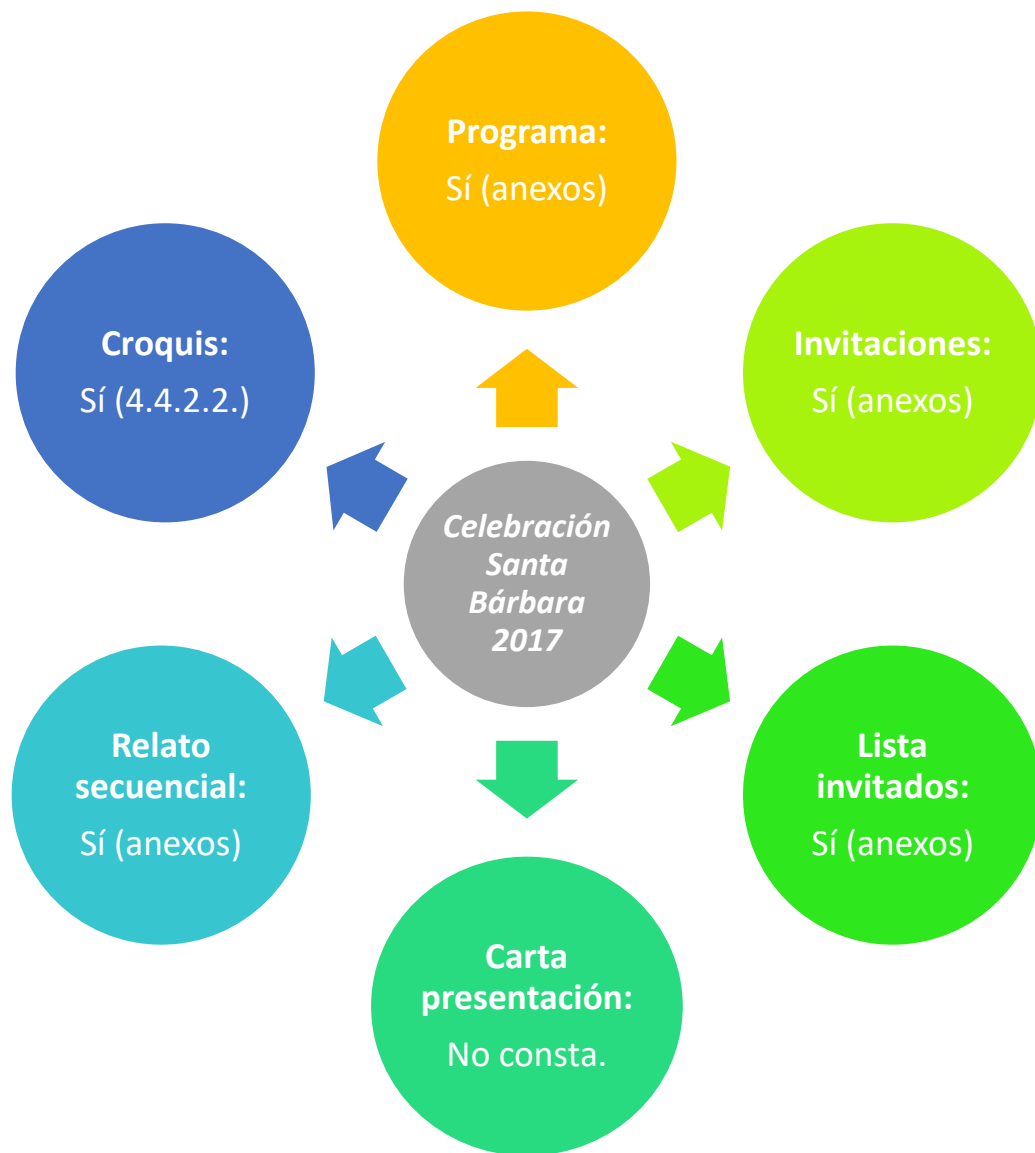 Programa:
Sí (anexos)
Croquis:
Sí (4.4.2.2.)
Invitaciones:
Sí (anexos)
Celebración
Santa
Bárbara
2017
Relato
secuencial:
Sí (anexos)
Lista
invitados:
Sí (anexos)
Carta
presentación:
No consta.